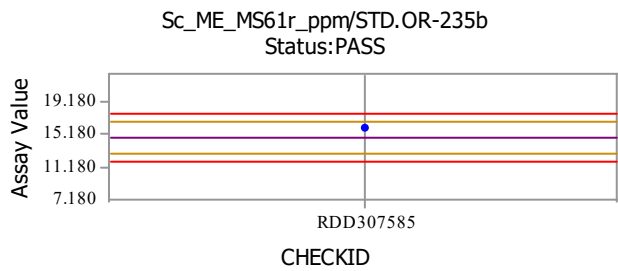 Sc_ME_MS61r_ppm/STD.OR-235b
Status:PASS
Assay Value
19.180
15.180
11.180
7.180
RDD307585
CHECKID